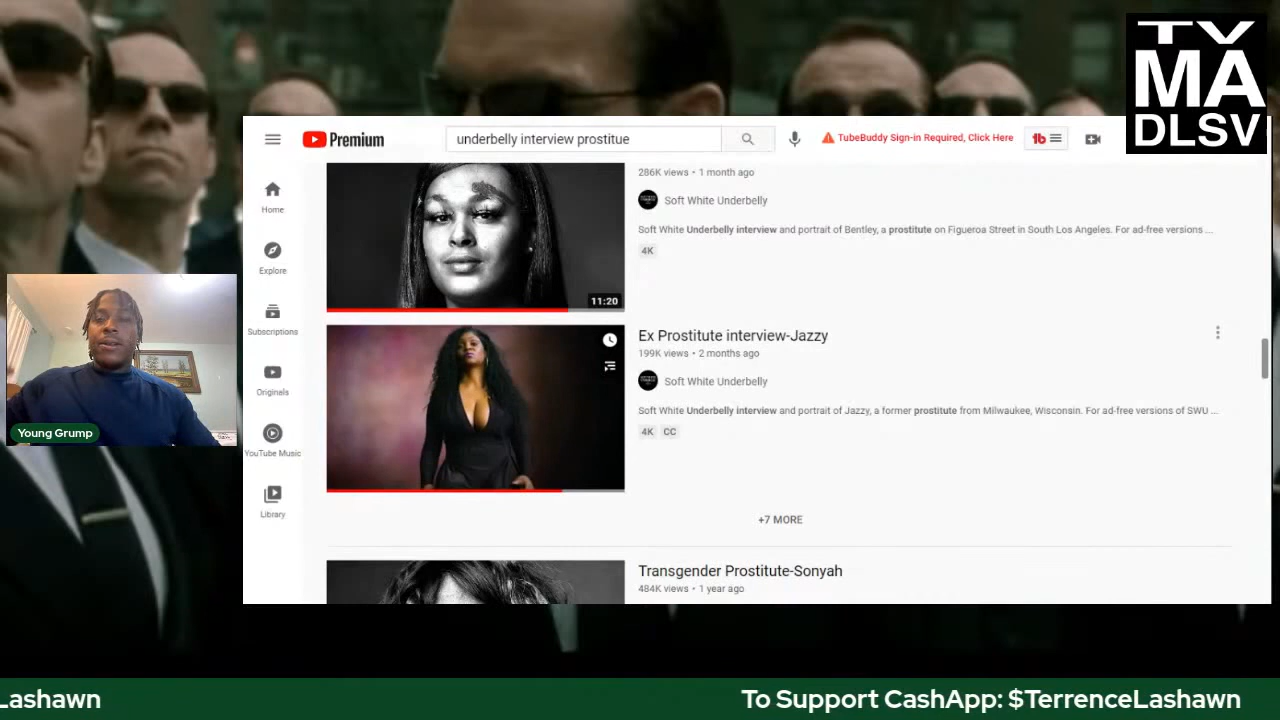 TV
MA
DLSV
Premium
underbelly interview prostitue
TubeBuddy Sign-in Required, Click Here
tb
Home
Explore
Subscriptions
Originals
YouTube Music
Library
286K views • 1 month ago
Soft White Underbelly
Soft White Underbelly interview and portrait of Bentley, a prostitute on Figueroa Street in South Los Angeles. For ad-free versions ...
4K
11:20
Ex Prostitute interview-Jazzy
199K views • 2 months ago
Soft White Underbelly
Soft White Underbelly interview and portrait of Jazzy, a former prostitute from Milwaukee, Wisconsin. For ad-free versions of SWU ...
4K CC
+7 MORE
Transgender Prostitute-Sonyah
484K views • 1 year ago
Young Grump
Lashawn
To Support CashApp: $TerrenceLashawn